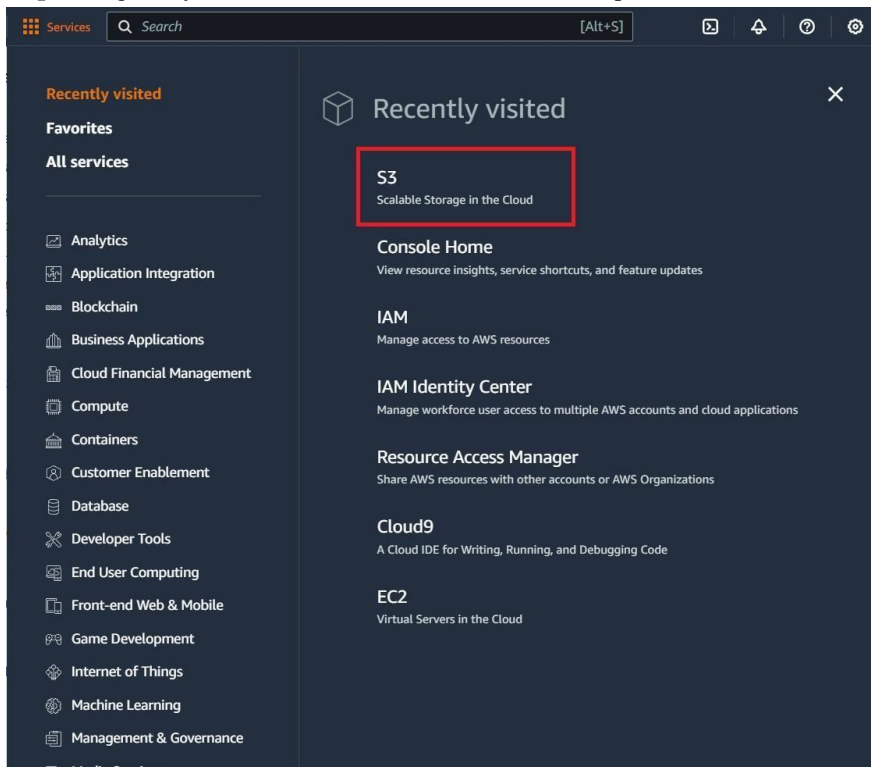 Services
Search
[Alt+S]
Recently visited
Favorites
All services
Analytics
Application Integration
Blockchain
Business Applications
Cloud Financial Management
Compute
Containers
Customer Enablement
Database
Developer Tools
End User Computing
Front-end Web & Mobile
Game Development
Internet of Things
Machine Learning
Management & Governance
Recently visited
S3
Scalable Storage in the Cloud
Console Home
View resource insights, service shortcuts, and feature updates
IAM
Manage access to AWS resources
IAM Identity Center
Manage workforce user access to multiple AWS accounts and cloud applications
Resource Access Manager
Share AWS resources with other accounts or AWS Organizations
Cloud9
A Cloud IDE for Writing, Running, and Debugging Code
EC2
Virtual Servers in the Cloud